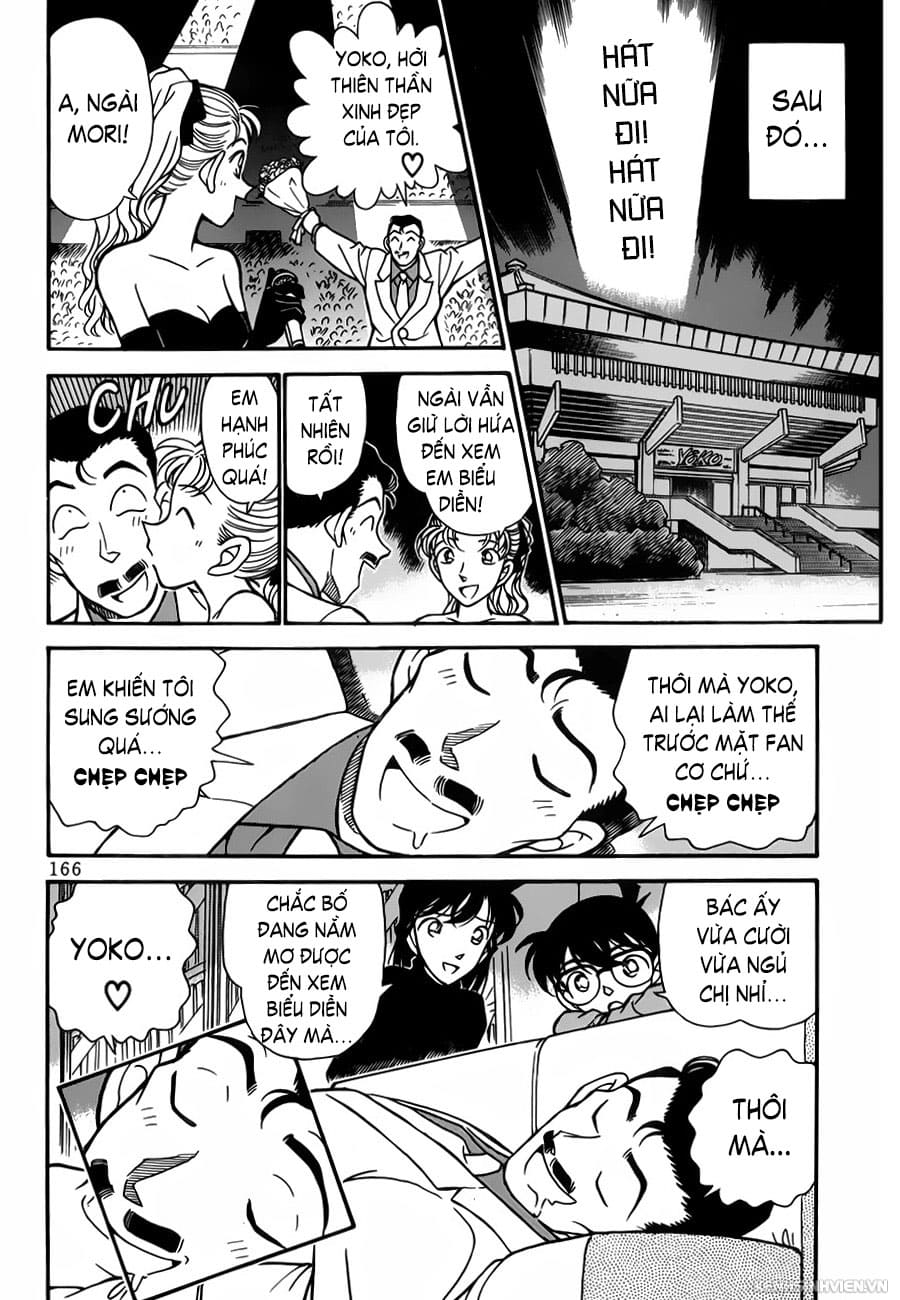 SAU
ĐÓ...
HÁT
NỮA
ĐI!
HÁT
NỮA
ĐI!
YOKO
YOKO, HỠI
THIÊN THẦN
XINH ĐẸP
CỦA TÔI.
♡
A, NGÀI
MORI!
NGÀI VẪN
GIỮ LỜI HỨA
ĐẾN XEM
EM BIỂU
DIỄN!
TẤT
NHIÊN
RỒI!
EM
HẠNH
PHÚC
QUÁ!
CHU
THÔI MÀ YOKO,
AI LẠI LÀM THẾ
TRƯỚC MẶT FAN
CƠ CHỨ...
CHẸP CHẸP
EM KHIẾN TÔI
SUNG SƯỚNG
QUÁ...
CHẸP CHẸP
166
BÁC ẤY
VỪA CƯỜI
VỪA NGỦ
CHỊ NHỈ...
CHẮC BỐ
ĐANG NẰM
MƠ ĐƯỢC
ĐẾN XEM
BIỂU DIỄN
ĐÂY MÀ...
YOKO...
♡
THÔI
MÀ...